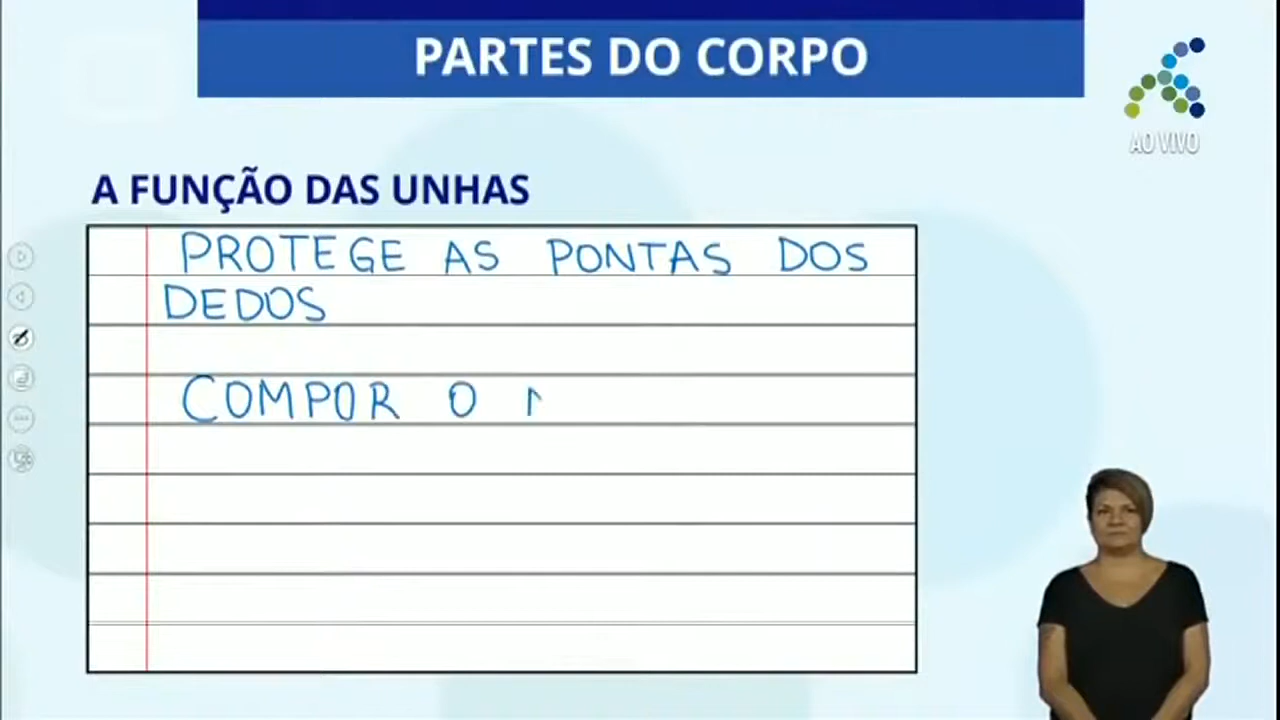 PARTES DO CORPO
AO VIVO
A FUNÇÃO DAS UNHAS
PROTEGE AS PONTAS DOS
DEDOS
COMPOR O